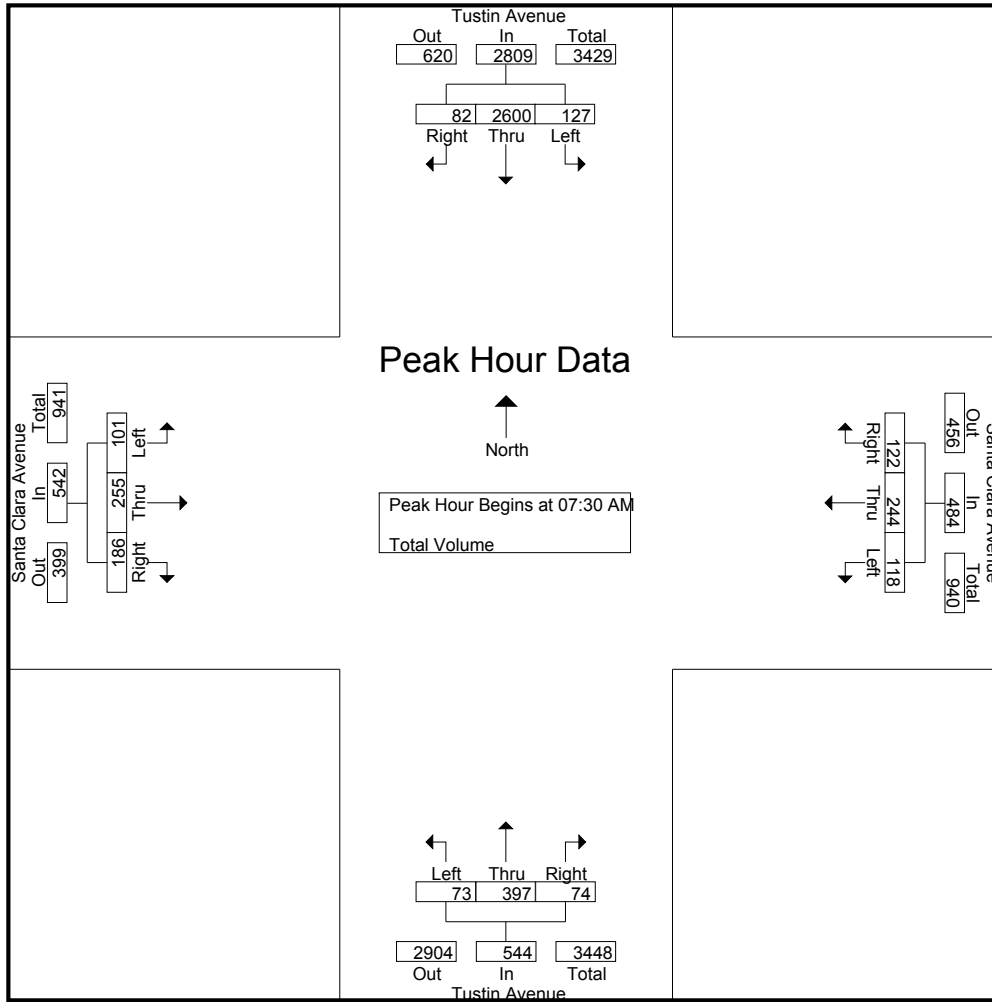 Tustin Avenue
Out In Total
620 2809 3429
82 2600 127
Right Thru Left
Peak Hour Data
North
Peak Hour Begins at 07:30 AM
Total Volume
Santa Clara Avenue
Total In Out
941 542 399
101 255 186
Left Thru Right
Santa Clara Avenue
Out In Total
456 484 940
122 244 118
Right Thru Left
Left Thru Right
73 397 74
2904 544 3448
Out In Total
Tustin Avenue